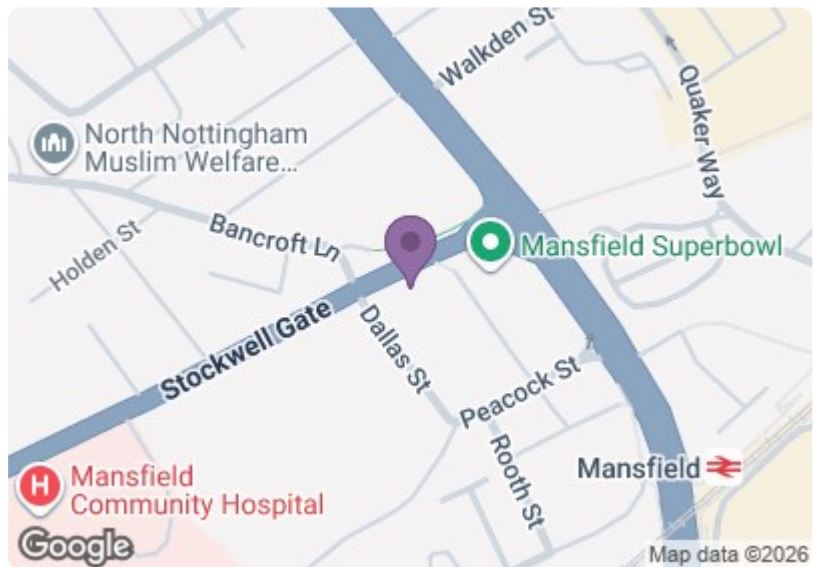 Walkden St
Quaker Way
North Nottingham
Muslim Welfare...
Bancroft Ln
Holden St
Mansfield Superbowl
Stockwell Gate
Dallas St
Peacock St
Rooth St
Mansfield
H
Mansfield
Community Hospital
Google
Map data ©2026